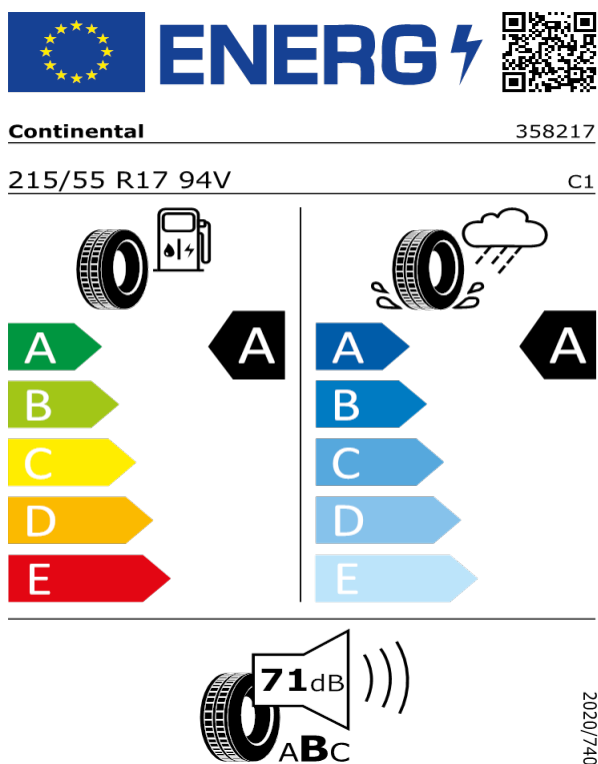 ENERG
Continental 358217
215/55 R17 94V C1
A A A A
B B
C C
D D
E E
71dB
ABC
2020/740